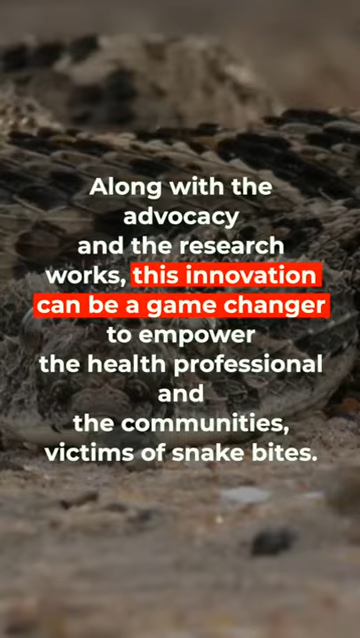 Along with the
advocacy
and the research
works, this innovation
can be a game changer
to empower
the health professional
and
the communities,
victims of snake bites.